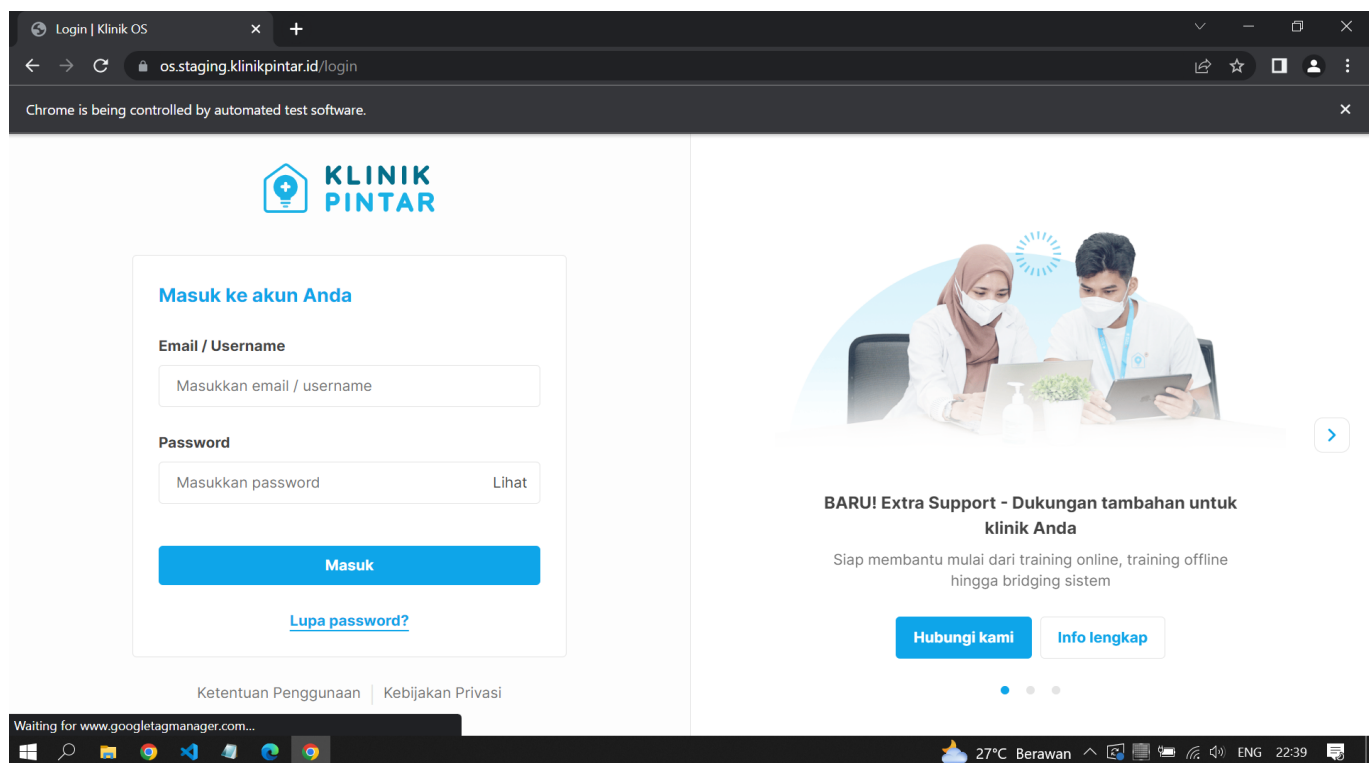 Login | Klinik OS
os.staging.klinikpintar.id/login
Chrome is being controlled by automated test software.
KLINIK
PINTAR
Masuk ke akun Anda
Email / Username
Masukkan email / username
Password
Masukkan password Lihat
Masuk
Lupa password?
Ketentuan Penggunaan Kebijakan Privasi
BARU! Extra Support - Dukungan tambahan untuk
klinik Anda
Siap membantu mulai dari training online, training offline
hingga bridging sistem
Hubungi kami Info lengkap
Waiting for www.googletagmanager.com...
27°C Berawan ENG 22:39